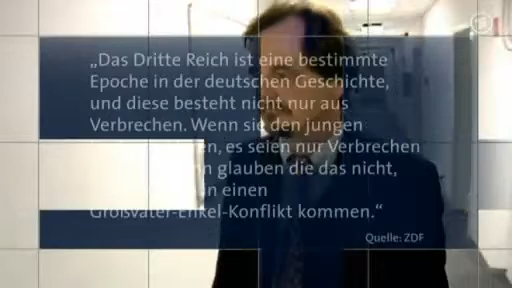 „Das Dritte Reich ist eine bestimmte
Epoche in der deutschen Geschichte,
und diese besteht nicht nur aus
Verbrechen. Wenn sie den jungen
en, es seien nur Verbrechen
n glauben die das nicht,
n einen
Großvater-Enkel-Konflikt kommen.“
Quelle: ZDF